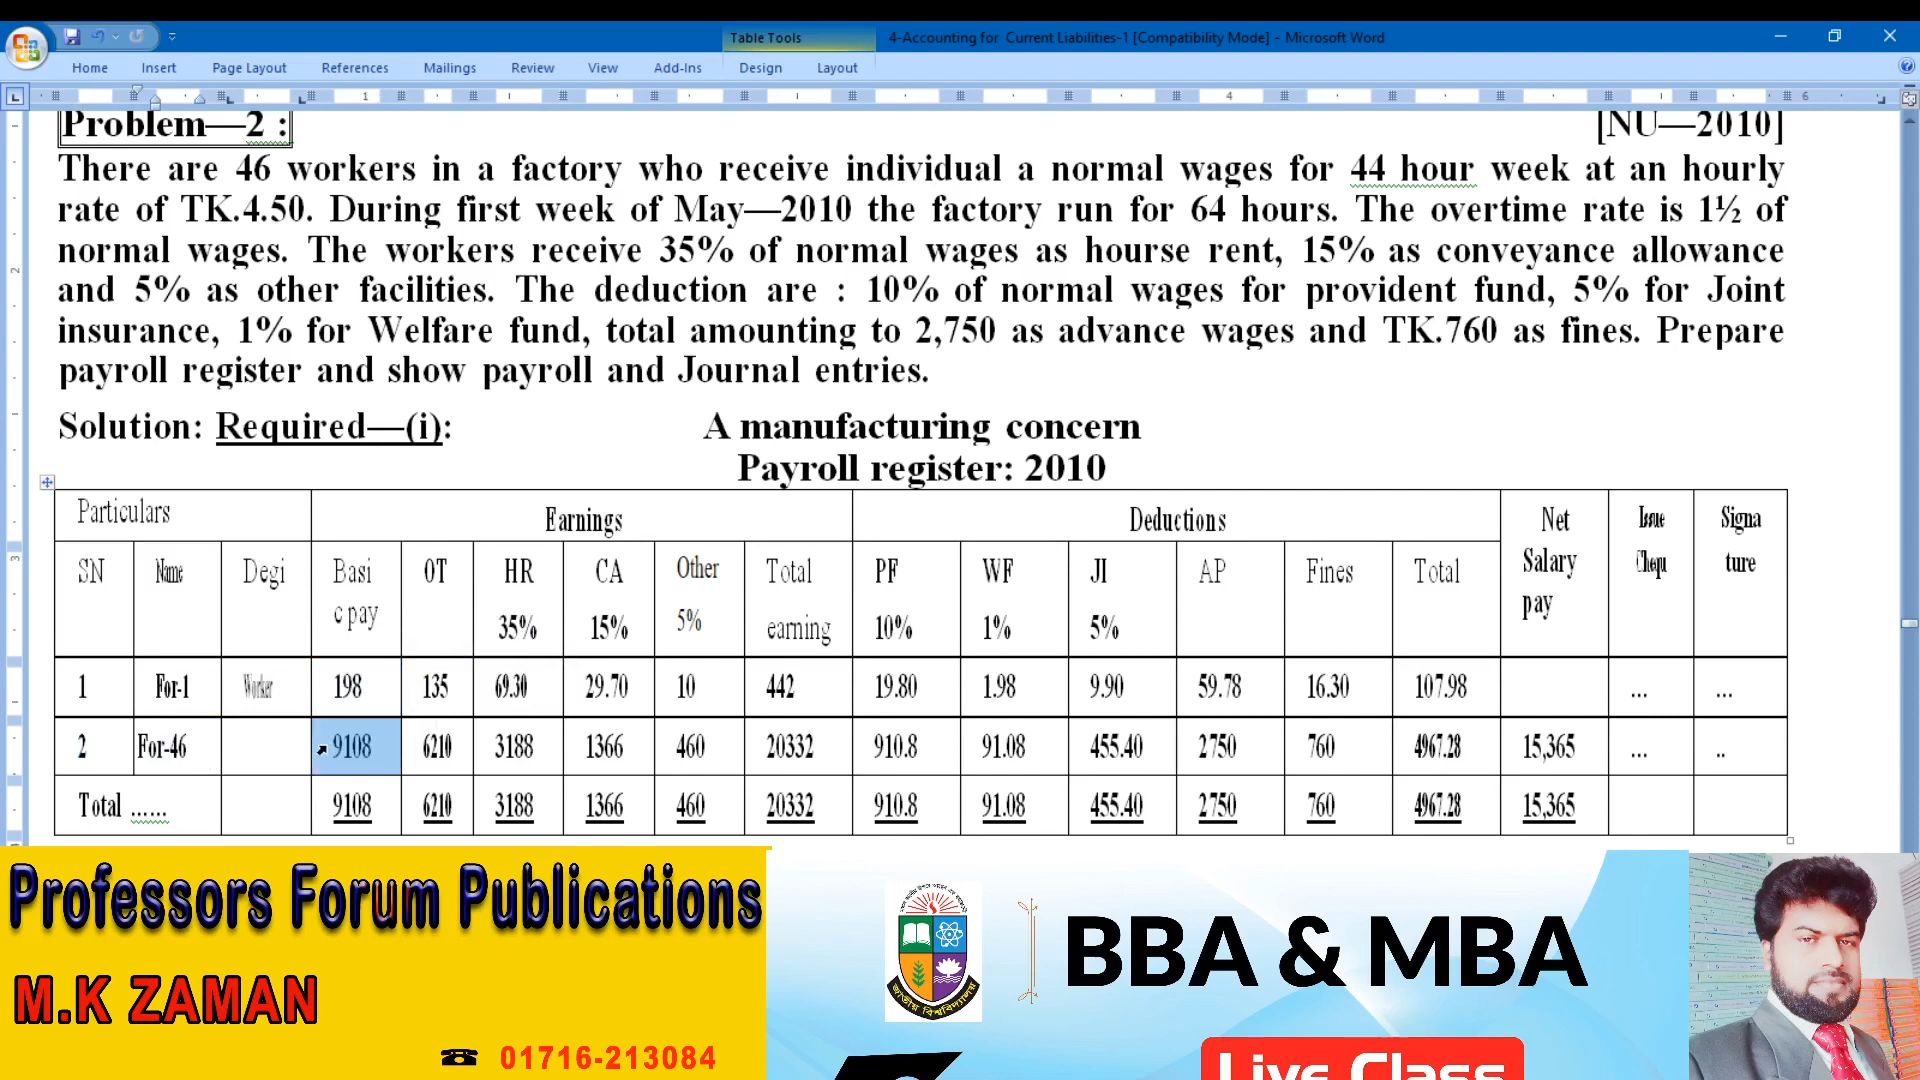 Table Tools
4-Accounting for Current Liabilities-1 [Compatibility Mode] - Microsoft Word
Home Insert Page Layout References Mailings Review View Add-Ins Design Layout
Problem—2 : [NU—2010]
There are 46 workers in a factory who receive individual a normal wages for 44 hour week at an hourly
rate of TK.4.50. During first week of May—2010 the factory run for 64 hours. The overtime rate is 1½ of
normal wages. The workers receive 35% of normal wages as hourse rent, 15% as conveyance allowance
and 5% as other facilities. The deduction are : 10% of normal wages for provident fund, 5% for Joint
insurance, 1% for Welfare fund, total amounting to 2,750 as advance wages and TK.760 as fines. Prepare
payroll register and show payroll and Journal entries.
Solution: Required—(i): A manufacturing concern
Payroll register: 2010
Particulars Earnings Deductions Net Salary pay Issue Chequ Signa ture
SN Name Degi Basi c pay OT HR 35% CA 15% Other 5% Total earning PF 10% WF 1% JI 5% AP Fines Total
1 For-1 Worker 198 135 69.30 29.70 10 442 19.80 1.98 9.90 59.78 16.30 107.98 ... ...
2 For-46 9108 6210 3188 1366 460 20332 910.8 91.08 455.40 2750 760 4967.28 15,365 ... ..
Total ...... 9108 6210 3188 1366 460 20332 910.8 91.08 455.40 2750 760 4967.28 15,365
Professors Forum Publications
M.K ZAMAN
☎ 01716-213084
BBA & MBA
Live Class